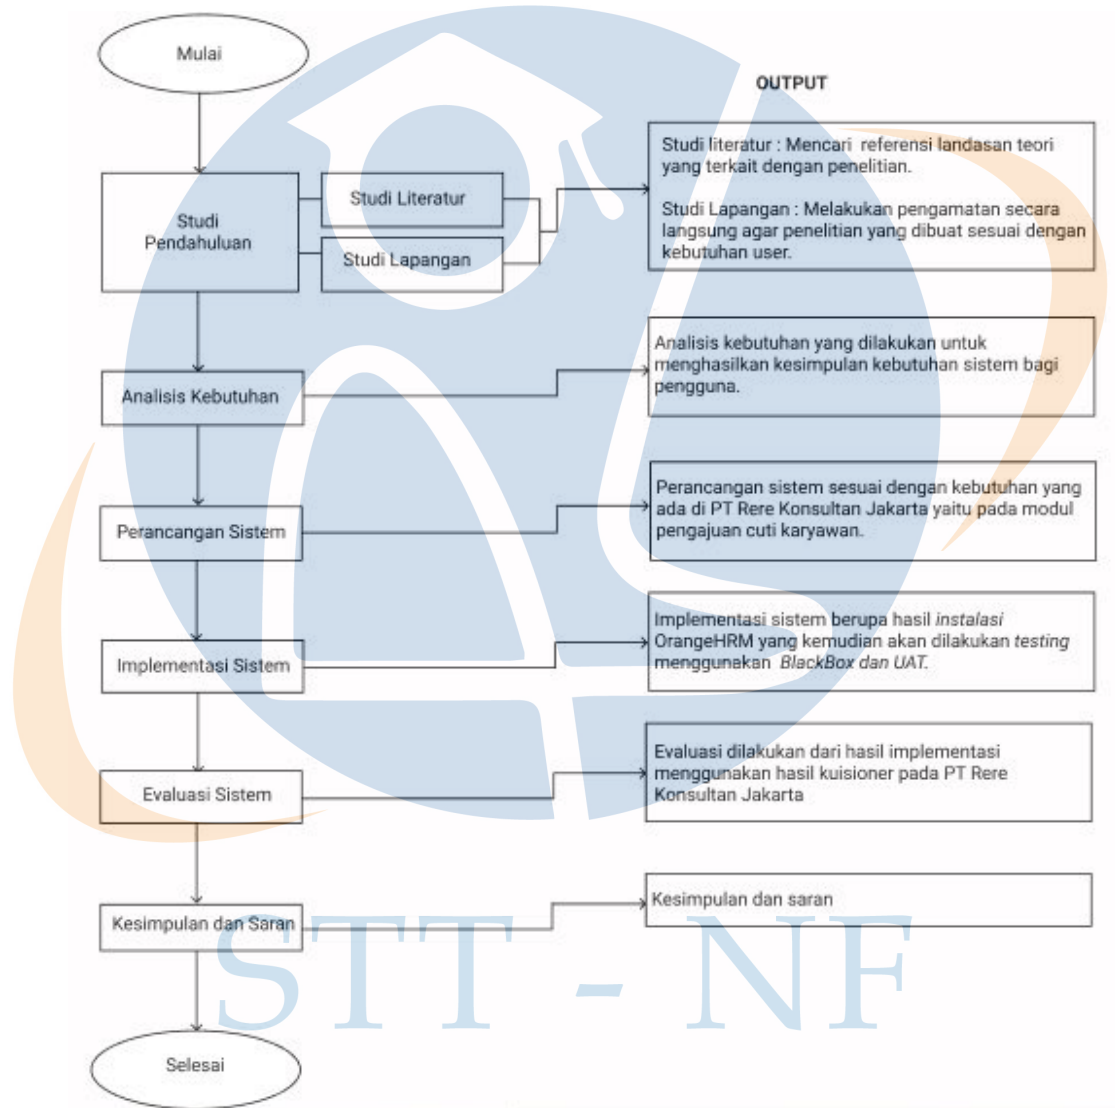 Mulai
OUTPUT
Studi literatur : Mencari referensi landasan teori
yang terkait dengan penelitian.
Studi Lapangan : Melakukan pengamatan secara
langsung agar penelitian yang dibuat sesuai dengan
kebutuhan user.
Studi
Pendahuluan
Studi Literatur
Studi Lapangan
Analisis kebutuhan yang dilakukan untuk
menghasilkan kesimpulan kebutuhan sistem bagi
pengguna.
Analisis Kebutuhan
Perancangan sistem sesuai dengan kebutuhan yang
ada di PT Rere Konsultan Jakarta yaitu pada modul
pengajuan cuti karyawan.
Perancangan Sistem
Implementasi sistem berupa hasil instalasi
OrangeHRM yang kemudian akan dilakukan testing
menggunakan BlackBox dan UAT.
Implementasi Sistem
Evaluasi dilakukan dari hasil implementasi
menggunakan hasil kuisioner pada PT Rere
Konsultan Jakarta
Evaluasi Sistem
Kesimpulan dan saran
Kesimpulan dan Saran
STT - NF
Selesai